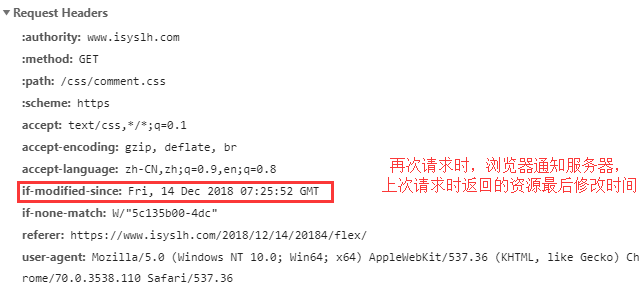 Request Headers
:authority: www.isyslh.com
:method: GET
:path: /css/comment.css
:scheme: https
accept: text/css,*/*;q=0.1
accept-encoding: gzip, deflate, br
accept-language: zh-CN,zh;q=0.9,en;q=0.8
if-modified-since: Fri, 14 Dec 2018 07:25:52 GMT
if-none-match: W/"5c135b00-4dc"
referer: https://www.isyslh.com/2018/12/14/20184/flex/
user-agent: Mozilla/5.0 (Windows NT 10.0; Win64; x64) AppleWebKit/537.36 (KHTML, like Gecko) Ch
rome/70.0.3538.110 Safari/537.36
再次请求时，浏览器通知服务器，
上次请求时返回的资源最后修改时间